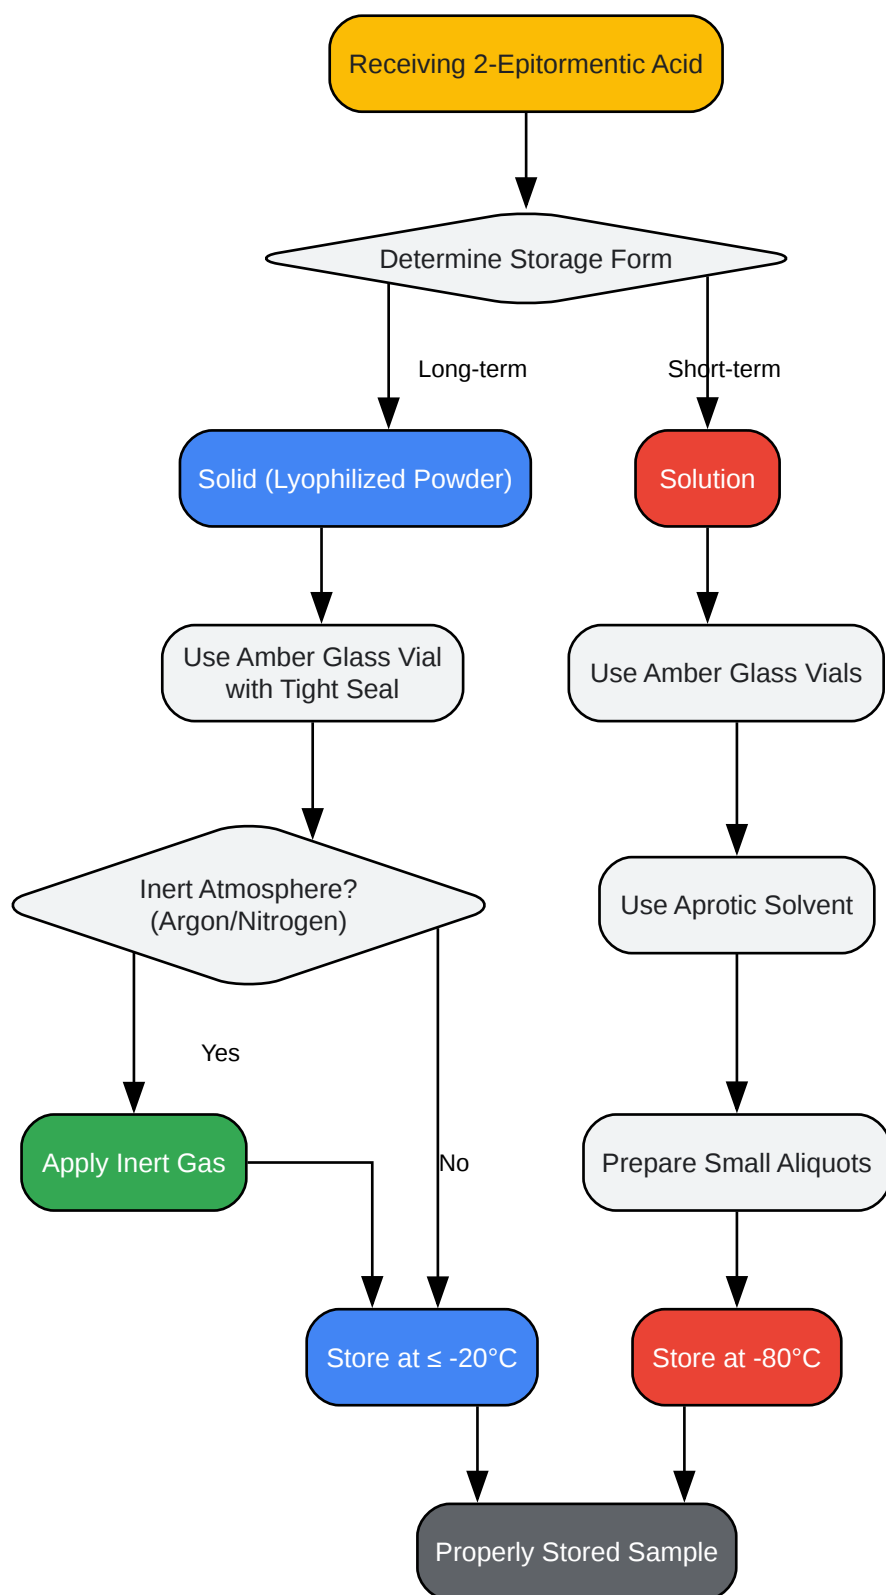 Receiving 2-Epitormentic Acid
Determine Storage Form
Long-term
Short-term
Solid (Lyophilized Powder)
Solution
Use Amber Glass Vial
with Tight Seal
Use Amber Glass Vials
Inert Atmosphere?
(Argon/Nitrogen)
Use Aprotic Solvent
Yes
Apply Inert Gas
No
Prepare Small Aliquots
Store at ≤ -20°C
Store at -80°C
Properly Stored Sample